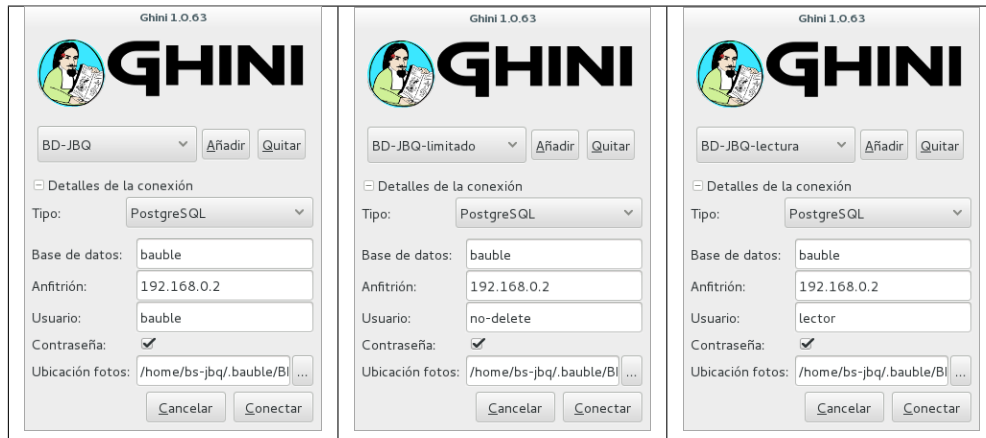 Ghini 1.0.63
GHINI
BD-JBQ
Añadir
Quitar
Detalles de la conexión
Tipo:
PostgreSQL
Base de datos:
bauble
Anfitrión:
192.168.0.2
Usuario:
bauble
Contraseña:
Ubicación fotos:
/home/bs-jbq/.bauble/BI
...
Cancelar
Conectar
Ghini 1.0.63
GHINI
BD-JBQ-limitado
Añadir
Quitar
Detalles de la conexión
Tipo:
PostgreSQL
Base de datos:
bauble
Anfitrión:
192.168.0.2
Usuario:
no-delete
Contraseña:
Ubicación fotos:
/home/bs-jbq/.bauble/BI
...
Cancelar
Conectar
Ghini 1.0.63
GHINI
BD-JBQ-lectura
Añadir
Quitar
Detalles de la conexión
Tipo:
PostgreSQL
Base de datos:
bauble
Anfitrión:
192.168.0.2
Usuario:
lector
Contraseña:
Ubicación fotos:
/home/bs-jbq/.bauble/BI
...
Cancelar
Conectar